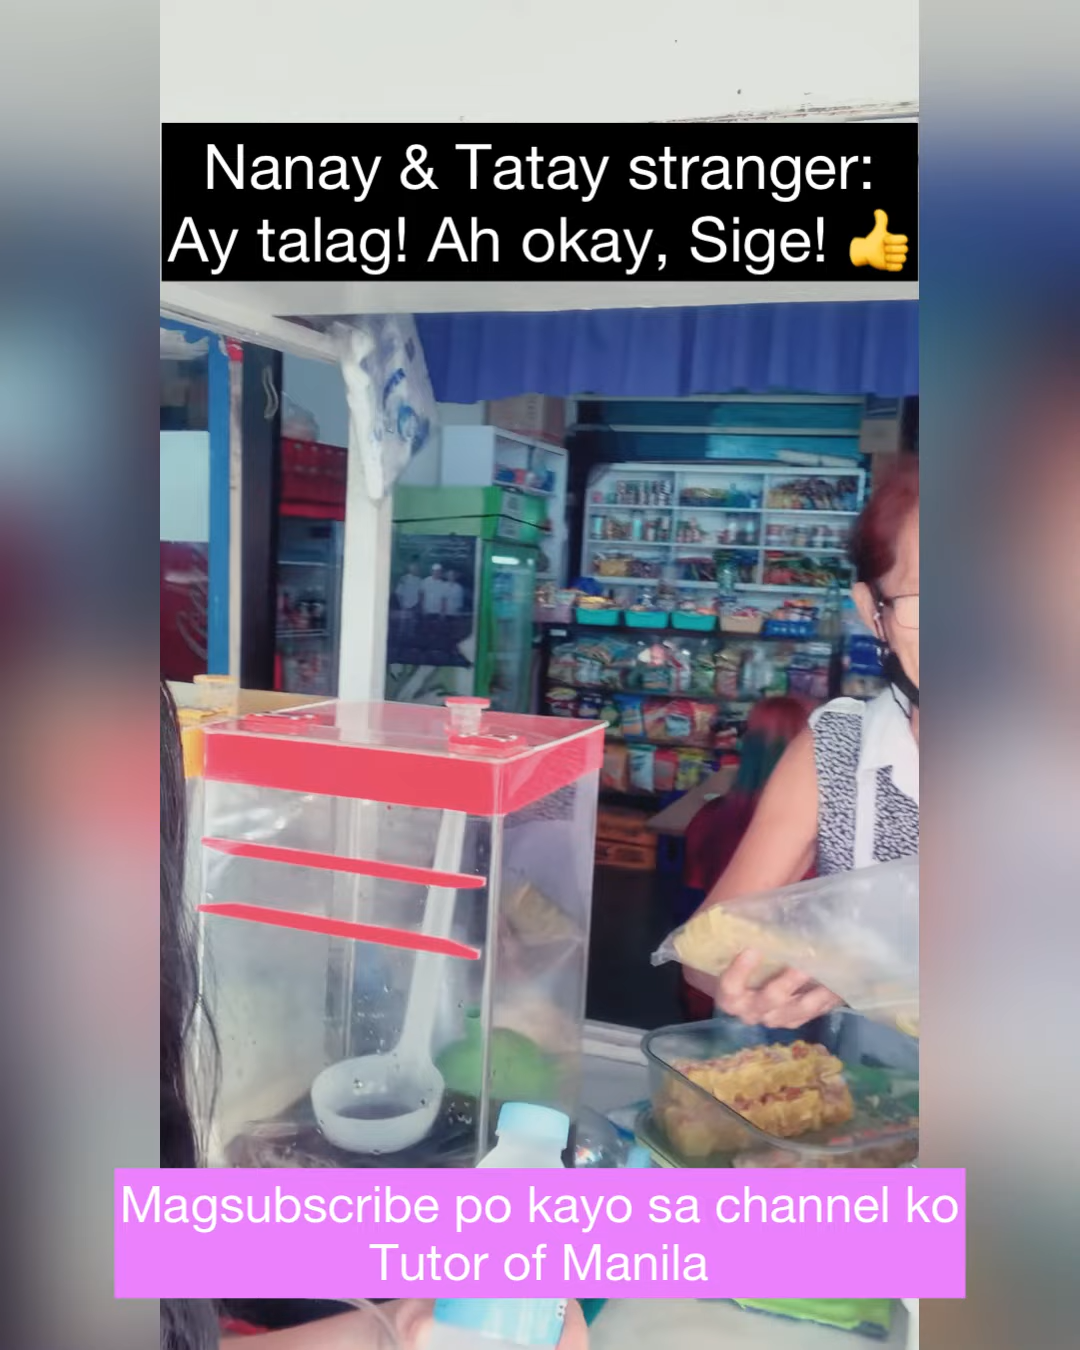 Nanay & Tatay stranger:
Ay talag! Ah okay, Sige! 👍
Magsubscribe po kayo sa channel ko
Tutor of Manila